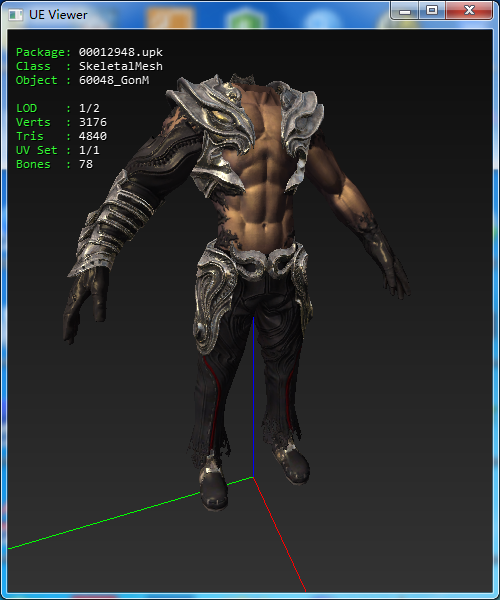 UE Viewer
Package: 00012948.upk
Class : SkeletalMesh
Object : 60048_GonM
LOD : 1/2
Verts : 3176
Tris : 4840
UV Set : 1/1
Bones : 78